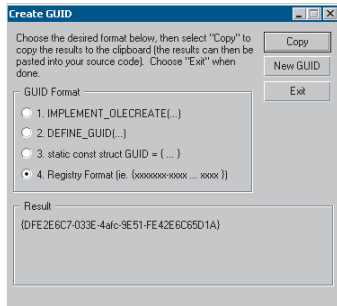 Create GUID
Choose the desired format below, then select "Copy" to
copy the results to the clipboard (the results can then be
pasted into your source code). Choose "Exit" when
done.
Copy
New GUID
Exit
GUID Format
1. IMPLEMENT_OLECREATE(...)
2. DEFINE_GUID(...)
3. static const struct GUID = { ... }
4. Registry Format (ie. {xxxxxxx-xxxx ... xxxx })
Result
{DFE2E6C7-033E-4afc-9E51-FE42E6C65D1A}